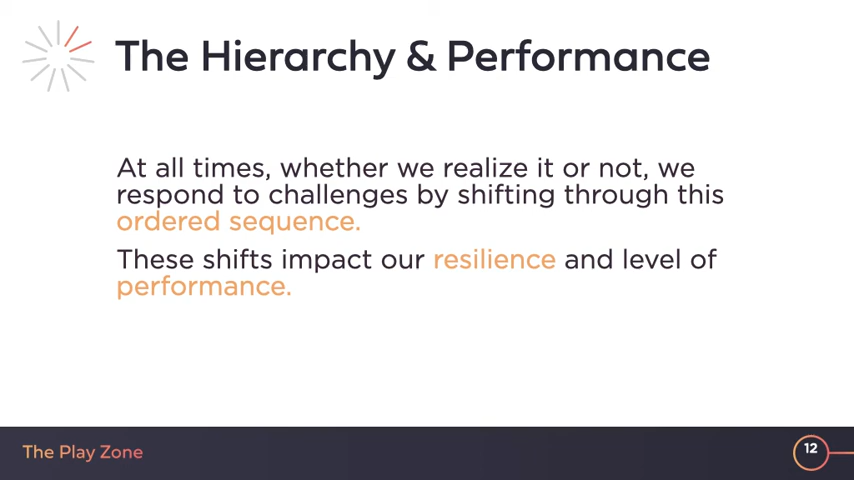 The Hierarchy & Performance
At all times, whether we realize it or not, we
respond to challenges by shifting through this
ordered sequence.
These shifts impact our resilience and level of
performance.
The Play Zone
12